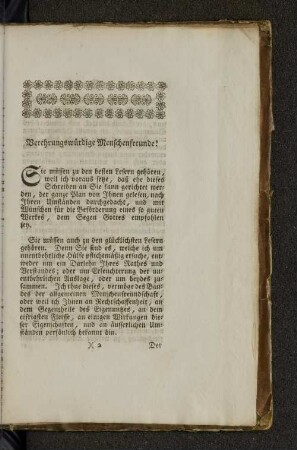 Verehrungswürdige Menschenfreunde!
Sie müssen zu den besten Lesern gehören,
weil ich voraus setze, daß ehe dieses
Schreiben an Sie kann gerichtet wer-
den, der ganze Plan von Ihnen gelesen, nach
Ihren Umständen durchgedacht, und mit
Wünschen für die Beförderung eines so guten
Werkes, dem Segen Gottes empfohlen
sey.
Sie müssen auch zu den glücklichsten Lesern
gehören. Denn Sie sind es, welche ich um
unentbehrliche Hülfe pflichtmäßig ersuche, ent-
weder um ein Darlehn Ihres Rathes und
Verstandes; oder um Erleuchterung der un-
entbehrlichen Auslage, oder um beydes zu-
sammen. Ich thue dieses, vermöge des Ban-
des der allgemeinen Menschenfreundschaft,
oder weil ich Ihnen an Rechtschaffenheit, an
dem Gegentheile des Eigennutzes, an dem
eifrigsten Fleisse, an einigen Wirkungen die-
ser Eigenschaften, und an äusserlichen Um-
ständen persönlich bekannt bin.
X 2 Der